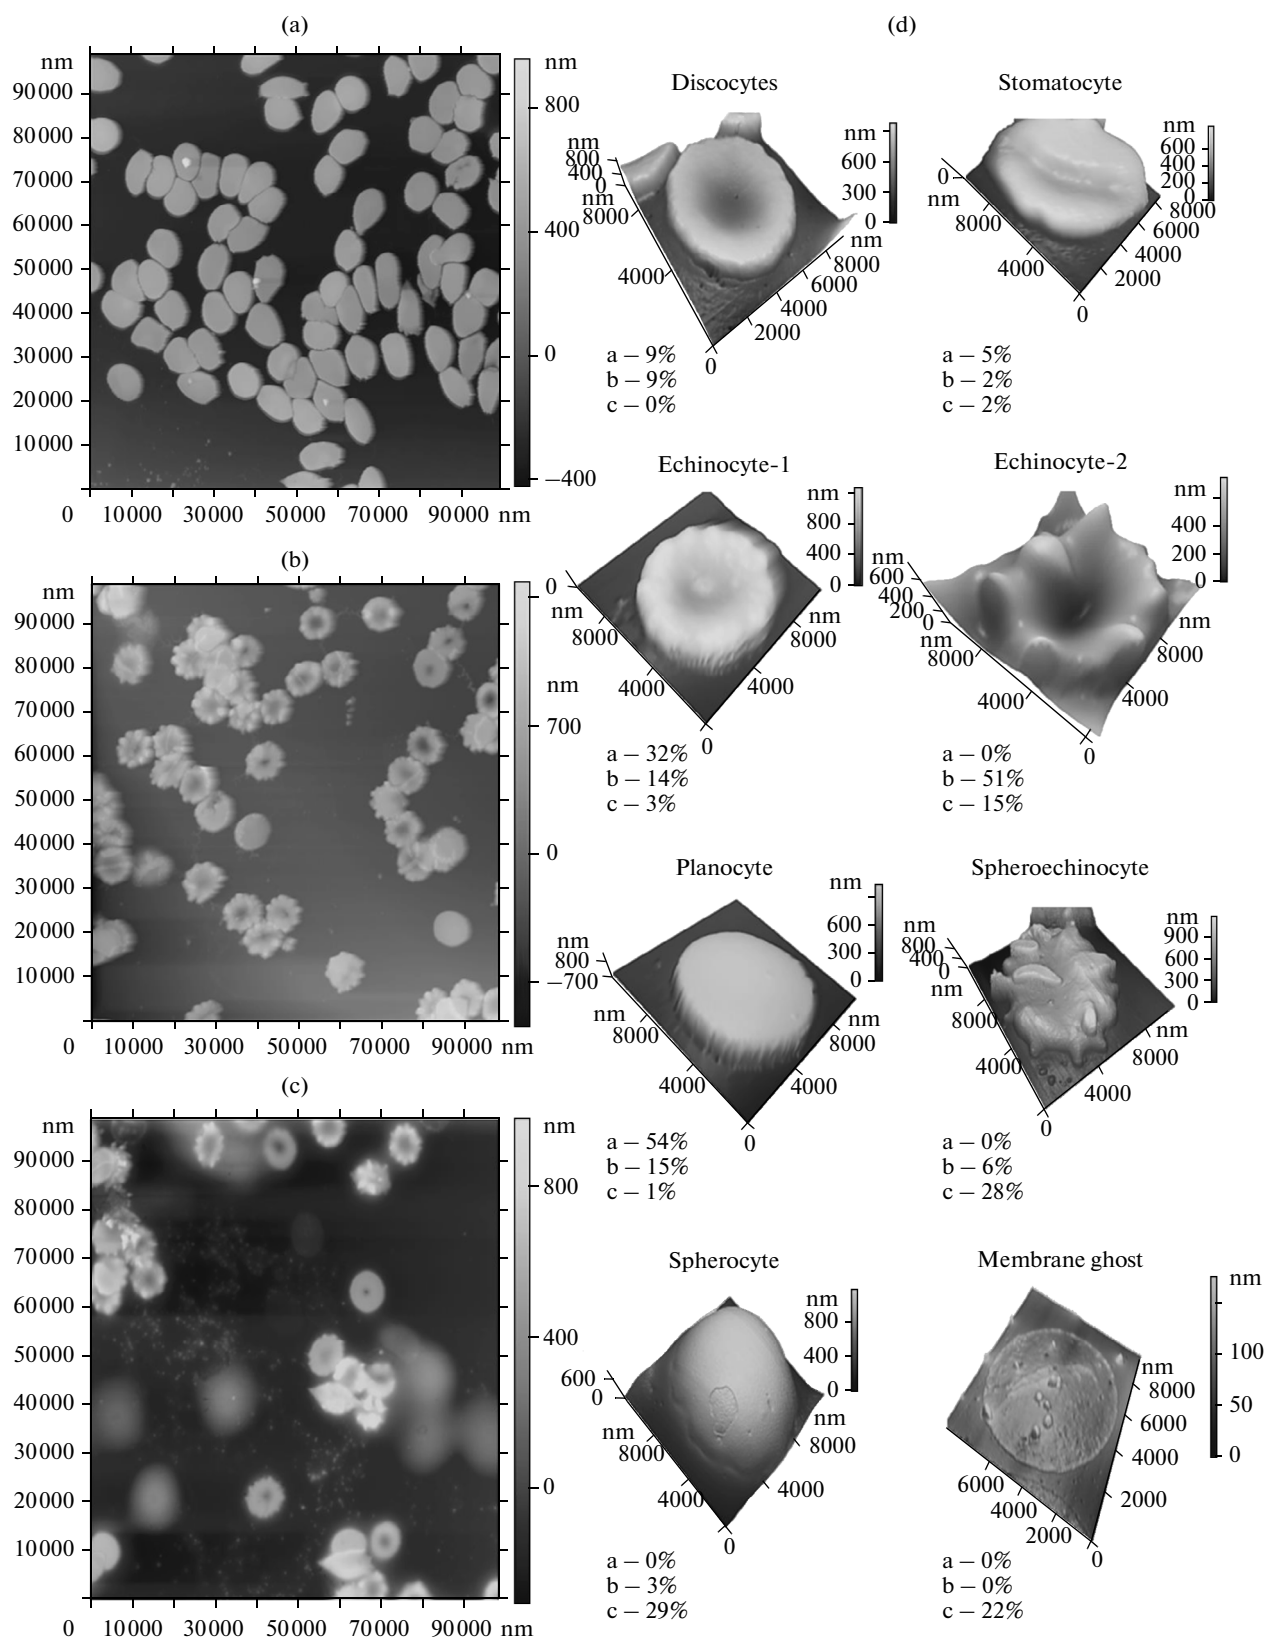 (a)
nm
90000
80000
70000
60000
50000
40000
30000
20000
10000
0 10000 30000 50000 70000 90000 nm
nm
800
400
0
−400
(b)
nm
90000
80000
70000
60000
50000
40000
30000
20000
10000
0 10000 30000 50000 70000 90000 nm
nm
700
0
−700
(c)
nm
90000
80000
70000
60000
50000
40000
30000
20000
10000
0 10000 30000 50000 70000 90000 nm
nm
800
400
0
(d)
Discocytes
nm
800
400
0
nm
8000
4000
0
2000
4000
6000
8000
nm
nm
600
300
0
a – 9%
b – 9%
c – 0%
Stomatocyte
0
nm
8000
4000
0
2000
4000
6000
8000
nm
600
400
200
0
a – 5%
b – 2%
c – 2%
Echinocyte-1
0
nm
8000
4000
0
4000
8000
nm
nm
800
400
0
a – 32%
b – 14%
c – 3%
Echinocyte-2
nm
600
400
200
0
nm
8000
4000
0
4000
8000
nm
nm
400
200
0
a – 0%
b – 51%
c – 15%
Planocyte
nm
800
0
nm
8000
4000
0
4000
8000
nm
nm
600
300
0
a – 54%
b – 15%
c – 1%
Spheroechinocyte
800
400
0
nm
8000
4000
0
4000
8000
nm
nm
900
600
300
0
a – 0%
b – 6%
c – 28%
Spherocyte
600
0
nm
8000
4000
0
4000
8000
nm
nm
800
400
0
a – 0%
b – 3%
c – 29%
Membrane ghost
6000
4000
2000
0
2000
4000
6000
8000
nm
nm
100
50
0
a – 0%
b – 0%
c – 22%